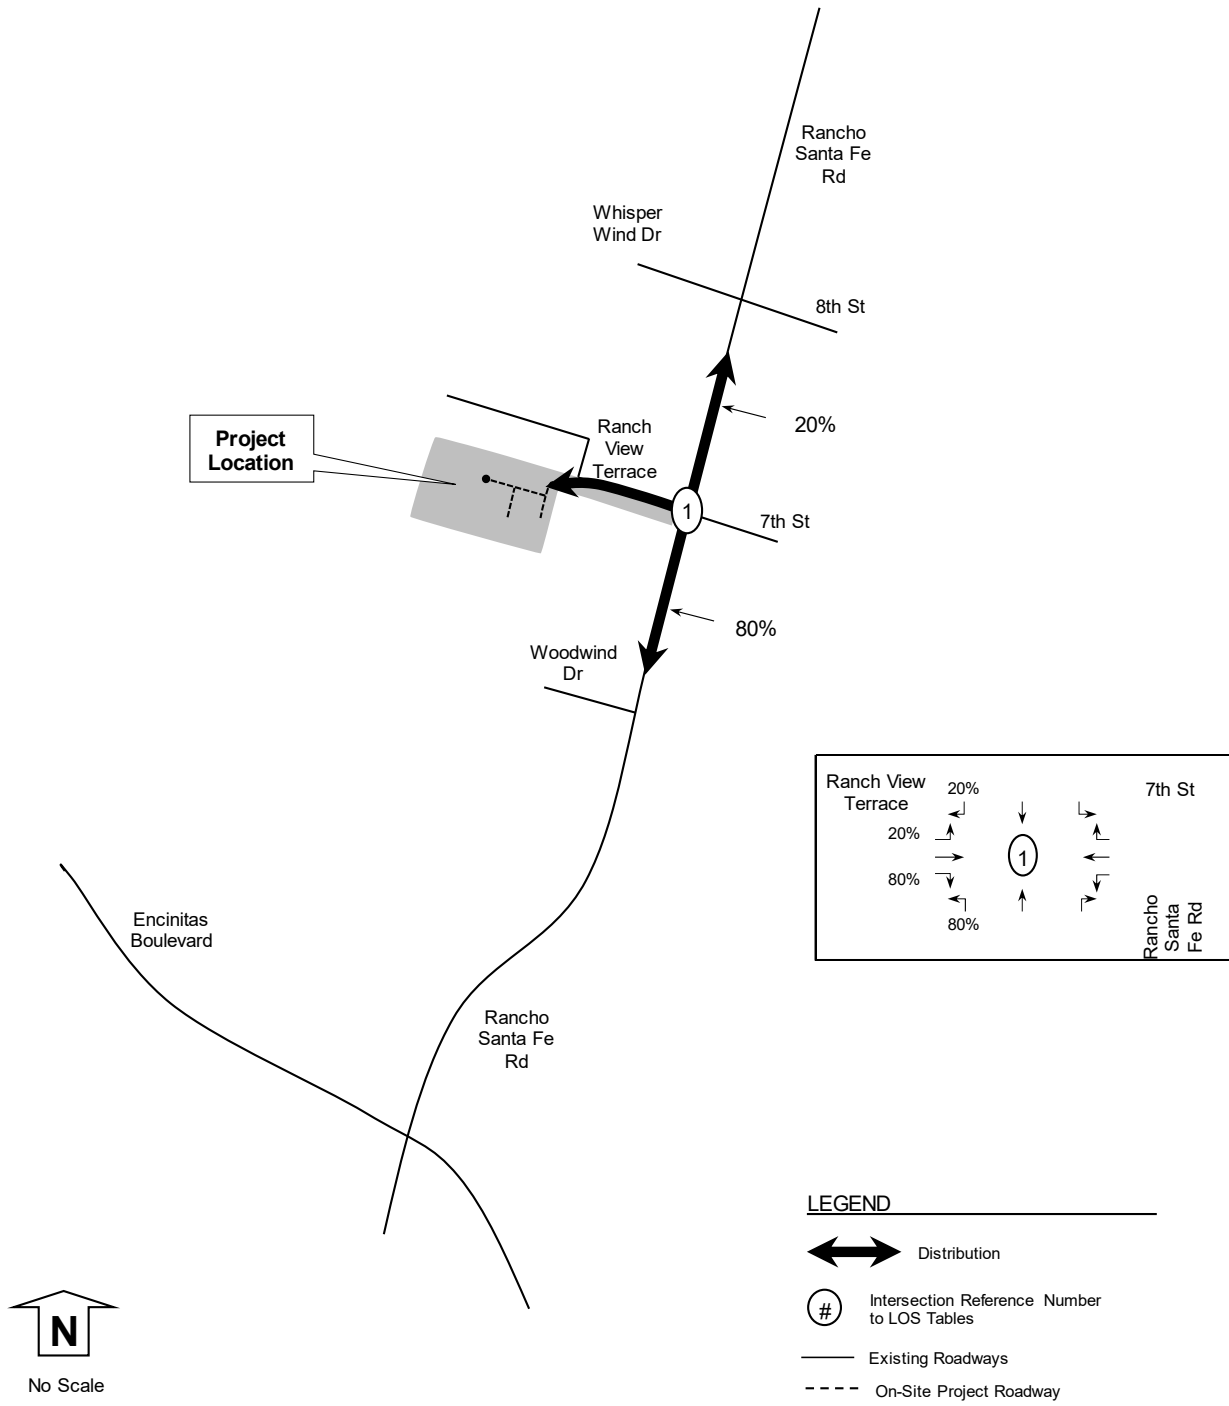 Rancho
Santa Fe
Rd
Whisper
Wind Dr
8th St
20%
Ranch
View
Terrace
Project
Location
1
7th St
80%
Woodwind
Dr
Ranch View
Terrace
20%
7th St
20%
1
80%
80%
Rancho
Santa
Fe Rd
Encinitas
Boulevard
Rancho
Santa Fe
Rd
LEGEND
Distribution
#
Intersection Reference Number
to LOS Tables
Existing Roadways
On-Site Project Roadway
N
No Scale